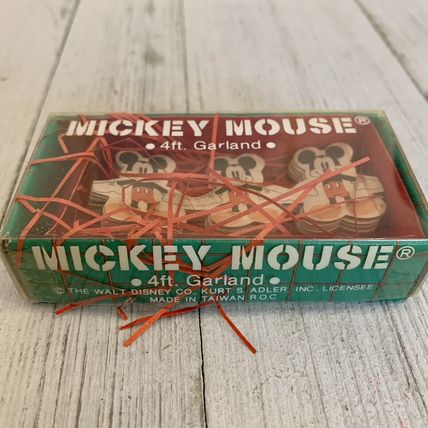 MICKEY MOUSE®
• 4ft. Garland •
MICKEY MOUSE®
• 4ft. Garland •
© THE WALT DISNEY CO., KURT S. ADLER, INC., LICENSEE
MADE IN TAIWAN R.O.C.